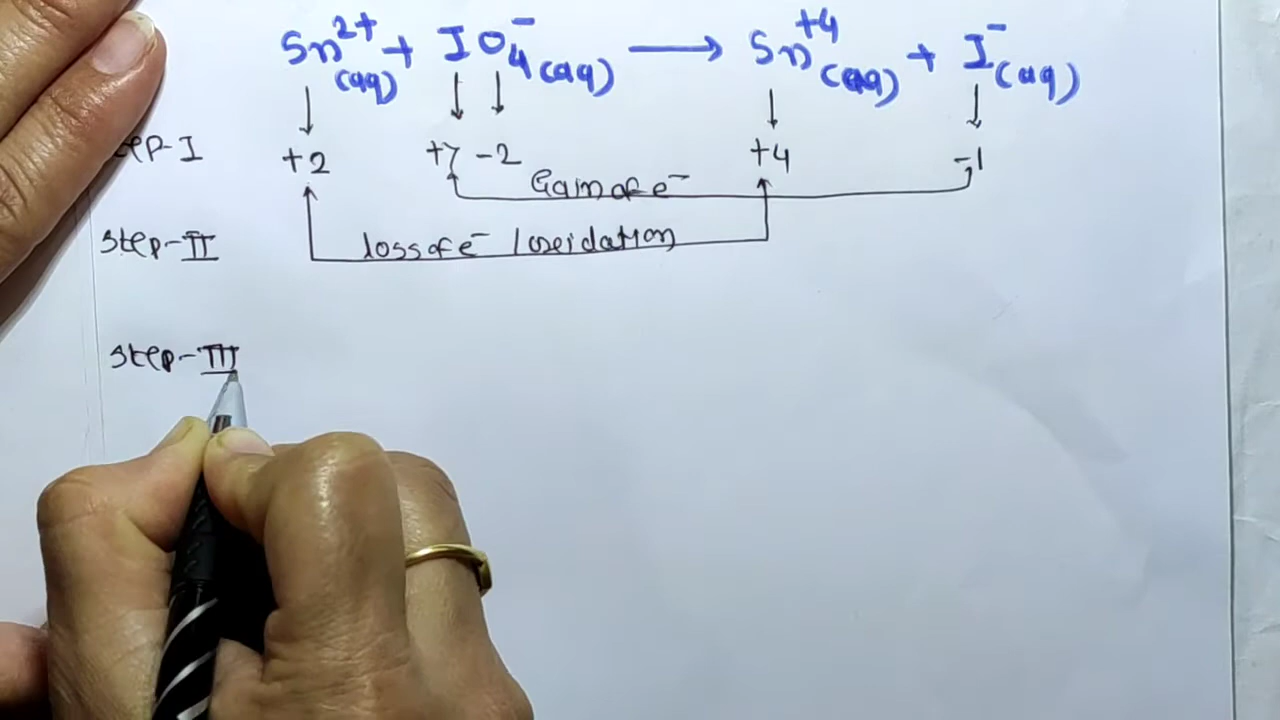 Sn²⁺(aq) + IO₄⁻(aq) ⟶ Sn⁺⁴(aq) + I⁻(aq)
tep-I +2 +7 -2 +4 -1
Gain of e⁻
Step-II loss of e⁻ / oxidation
Step-III